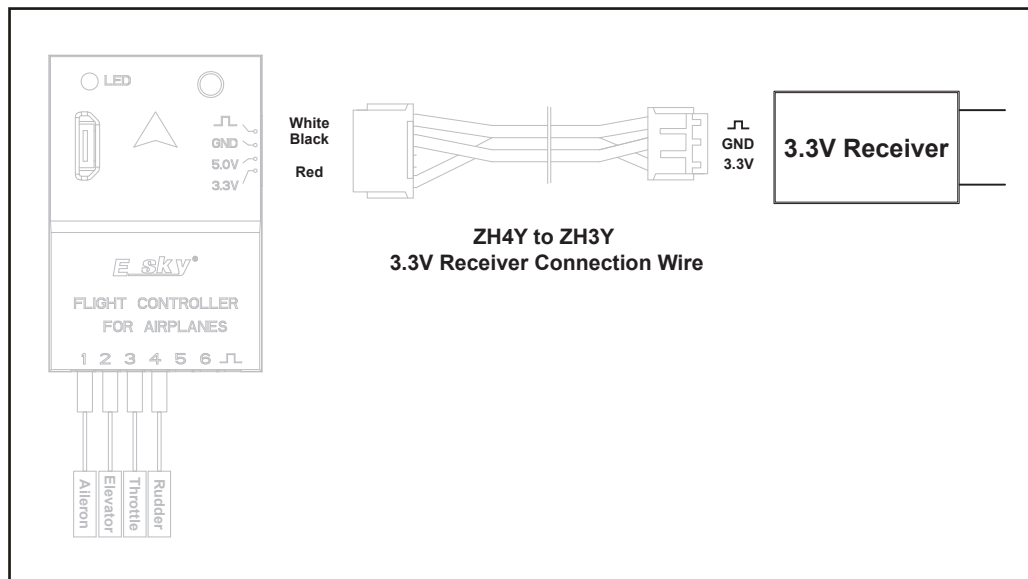 LED
GND
5.0V
3.3V
E_sky®
FLIGHT CONTROLLER
FOR AIRPLANES
1 2 3 4 5 6
Aileron
Elevator
Throttle
Rudder
White
Black
Red
GND
3.3V
3.3V Receiver
ZH4Y to ZH3Y
3.3V Receiver Connection Wire